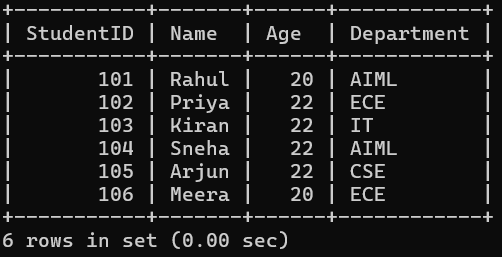 +-----------+-------+------+------------+
| StudentID | Name  | Age  | Department |
+-----------+-------+------+------------+
|       101 | Rahul |   20 | AIML       |
|       102 | Priya |   22 | ECE        |
|       103 | Kiran |   22 | IT         |
|       104 | Sneha |   22 | AIML       |
|       105 | Arjun |   22 | CSE        |
|       106 | Meera |   20 | ECE        |
+-----------+-------+------+------------+
6 rows in set (0.00 sec)